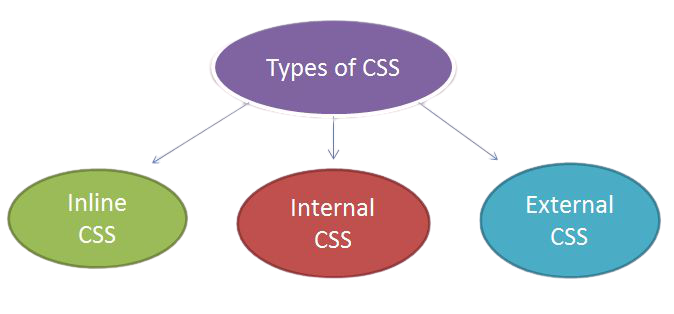 Types of CSS
Inline
CSS
Internal
CSS
External
CSS